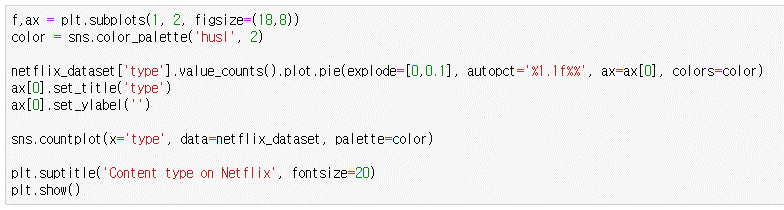 f,ax = plt.subplots(1, 2, figsize=(18,8))
color = sns.color_palette('husl', 2)
netflix_dataset['type'].value_counts().plot.pie(explode=[0,0.1], autopct='%1.1f%%', ax=ax[0], colors=color)
ax[0].set_title('type')
ax[0].set_ylabel('')
sns.countplot(x='type', data=netflix_dataset, palette=color)
plt.suptitle('Content type on Netflix', fontsize=20)
plt.show()